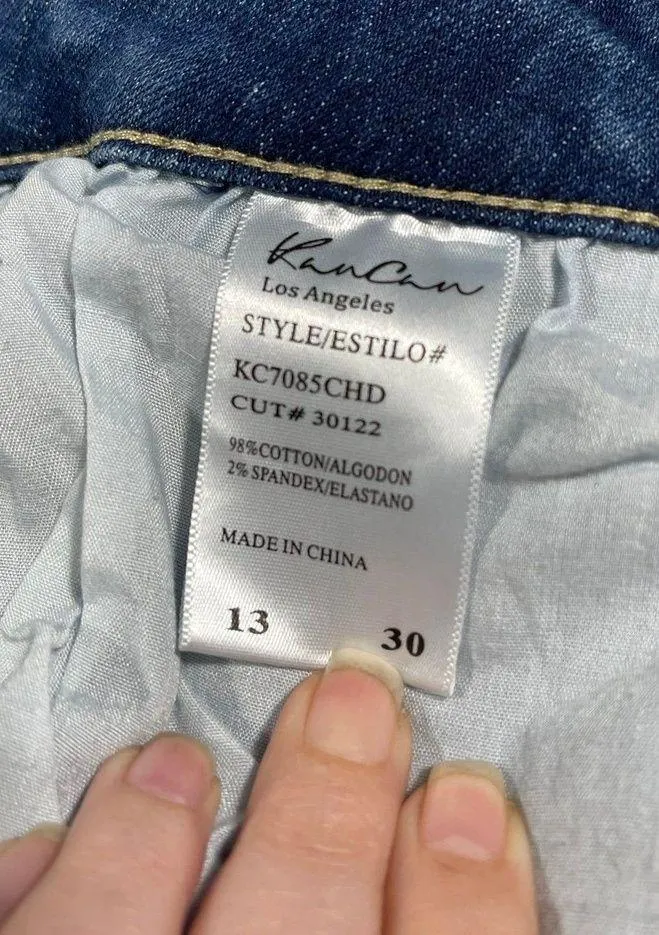 KanCan
Los Angeles
STYLE/ESTILO#
KC7085CHD
CUT# 30122
98%COTTON/ALGODON
2% SPANDEX/ELASTANO
MADE IN CHINA
13 30